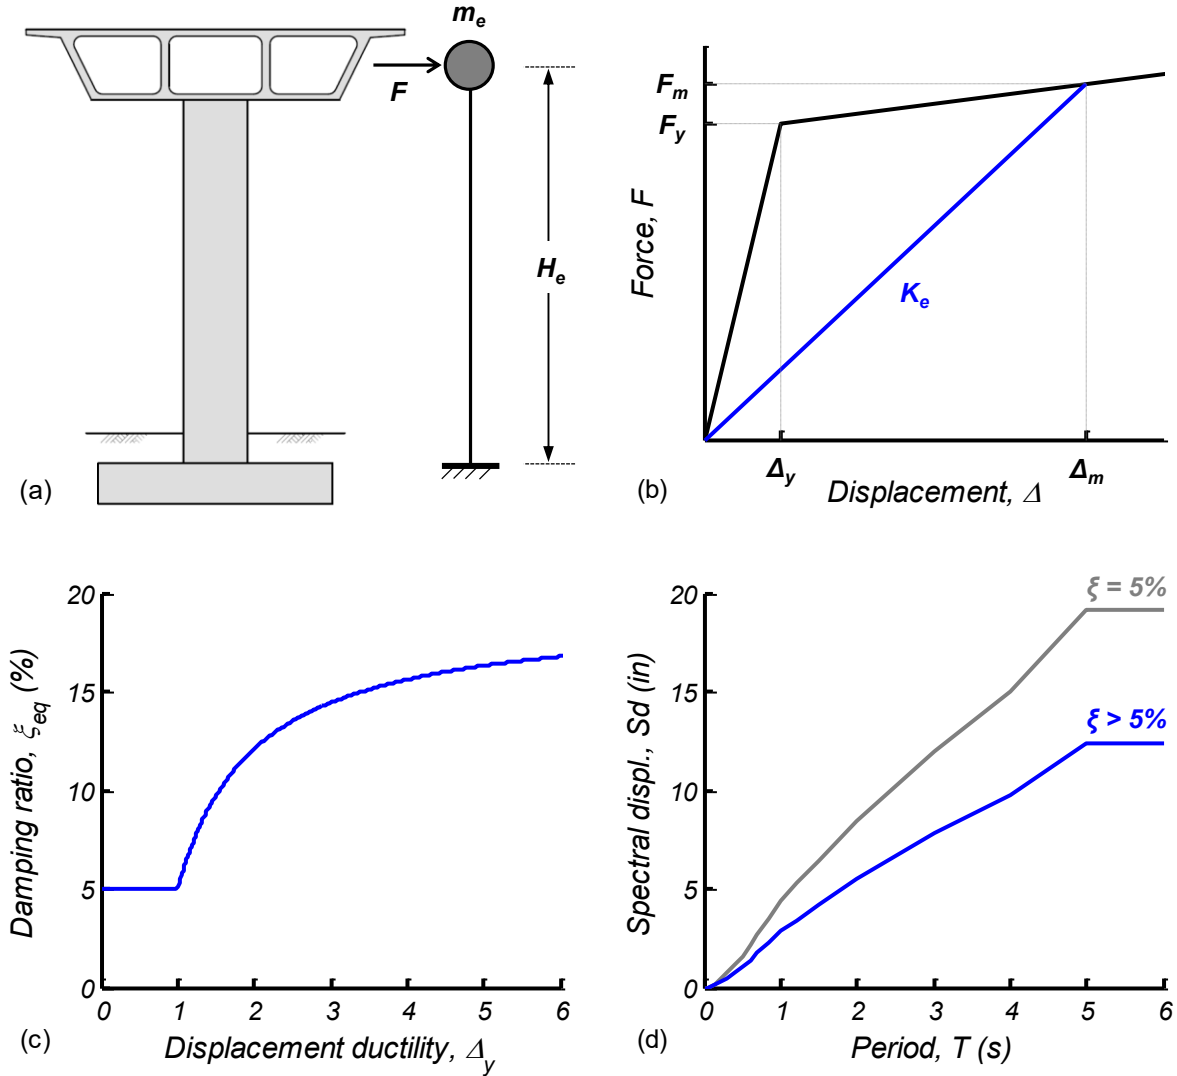 m_e
F
H_e
(a)
F_m
F_y
Force, F
K_e
Δ_y
Δ_m
Displacement, Δ
(b)
20
15
10
5
0
Damping ratio, ξ_eq (%)
0 1 2 3 4 5 6
Displacement ductility, Δ_y
(c)
ξ = 5%
ξ > 5%
20
15
10
5
0
Spectral displ., Sd (in)
0 1 2 3 4 5 6
Period, T (s)
(d)